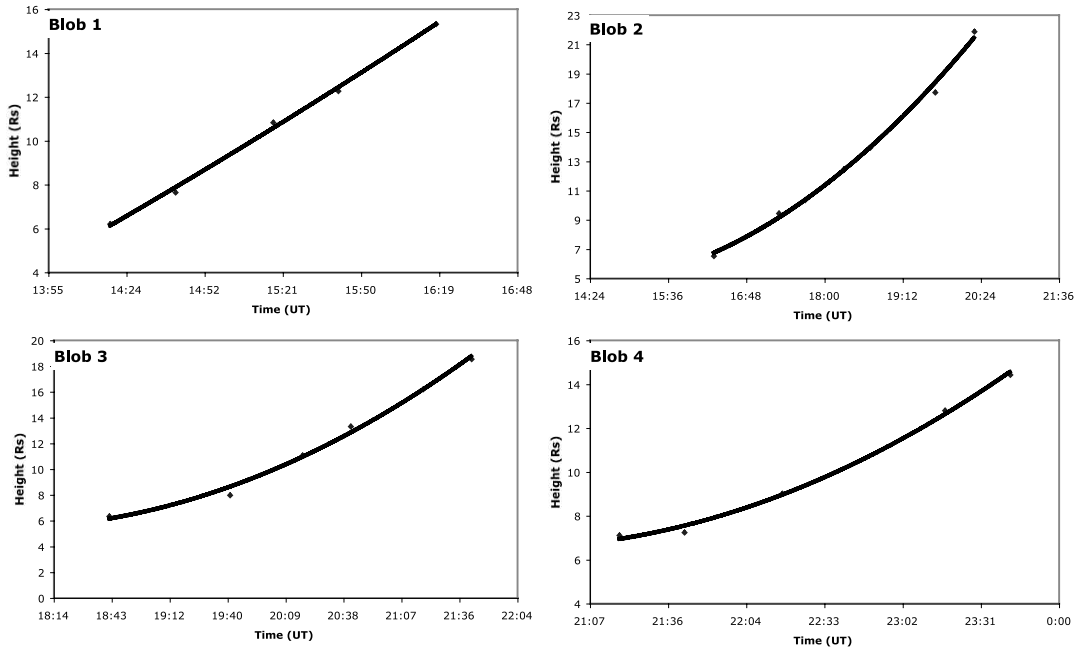 Blob 1
16
14
12
10
8
6
4
Height (Rs)
13:55 14:24 14:52 15:21 15:50 16:19 16:48
Time (UT)
Blob 2
23
21
19
17
15
13
11
9
7
5
Height (Rs)
14:24 15:36 16:48 18:00 19:12 20:24 21:36
Time (UT)
Blob 3
20
18
16
14
12
10
8
6
4
2
0
Height (Rs)
18:14 18:43 19:12 19:40 20:09 20:38 21:07 21:36 22:04
Time (UT)
Blob 4
16
14
12
10
8
6
4
Height (Rs)
21:07 21:36 22:04 22:33 23:02 23:31 0:00
Time (UT)